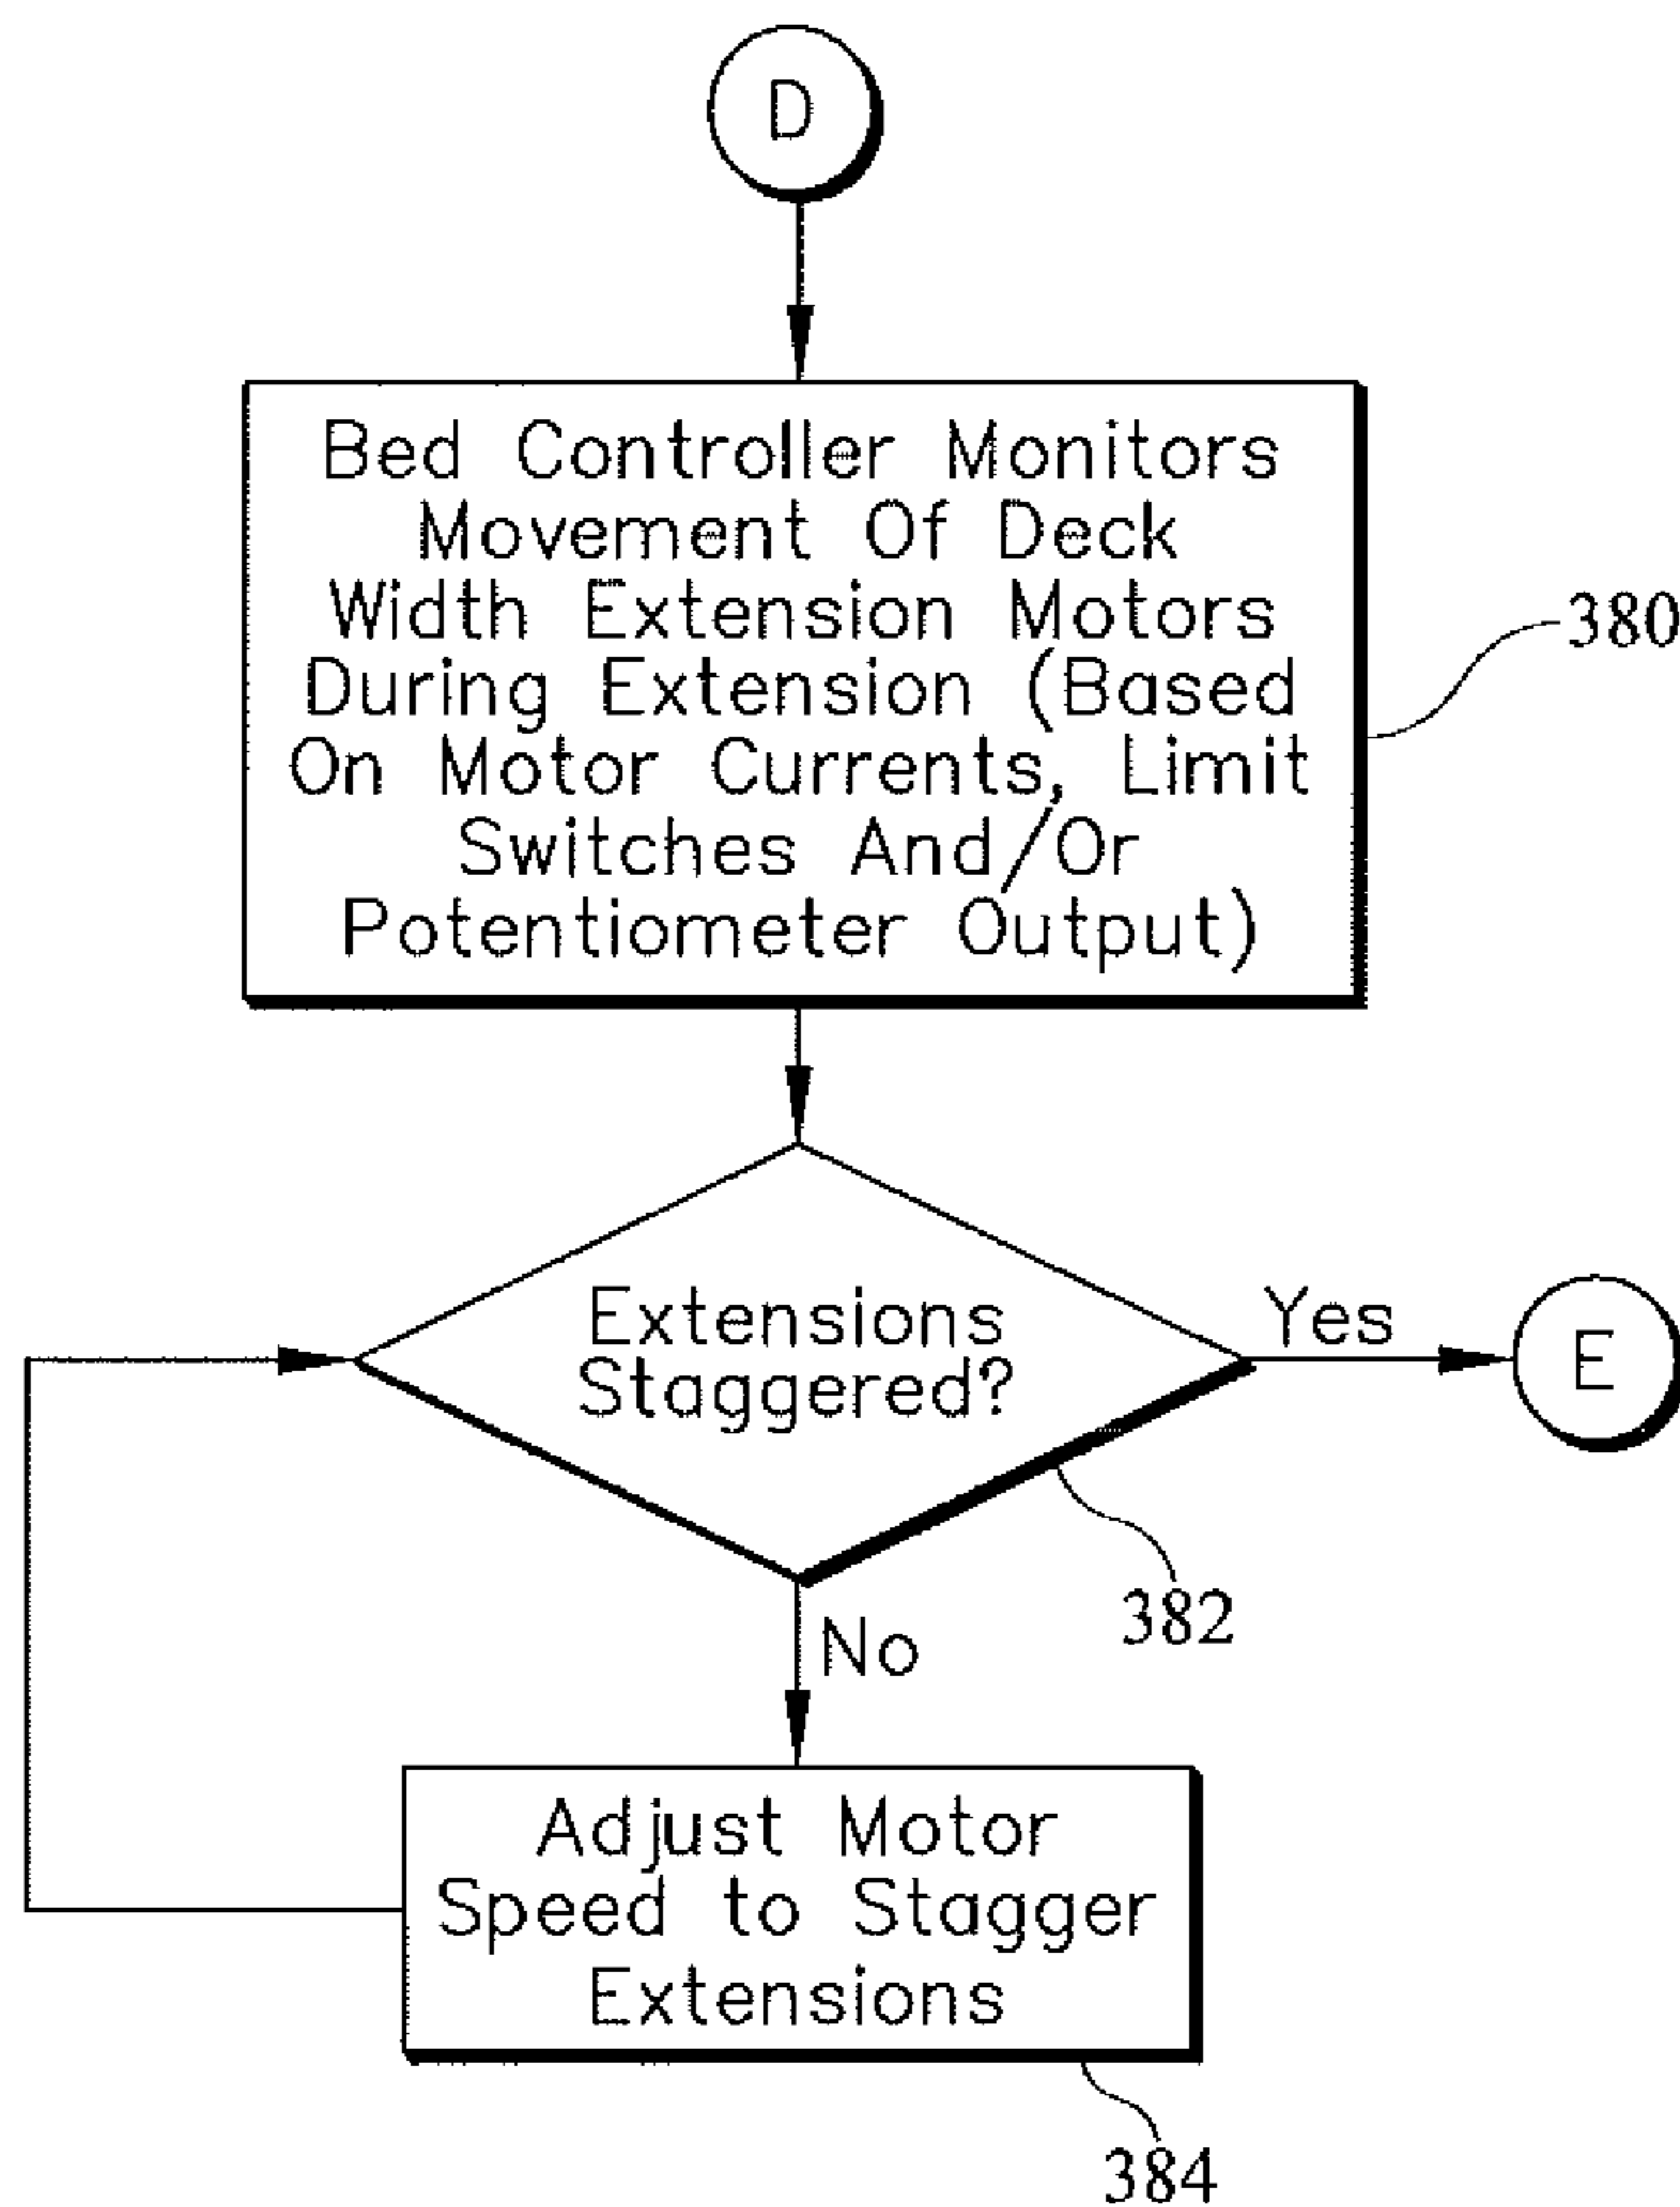 D
Bed Controller Monitors
Movement Of Deck
Width Extension Motors
During Extension (Based
On Motor Currents, Limit
Switches And/Or
Potentiometer Output)
380
Extensions
Staggered?
Yes
E
382
No
Adjust Motor
Speed to Stagger
Extensions
384